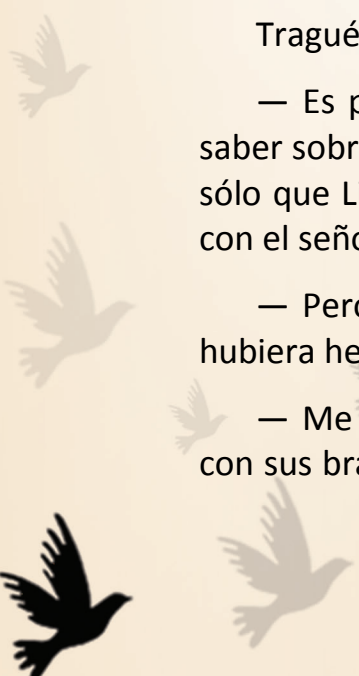 Tragué
— Es p
saber sobr
sólo que L
con el seño
— Pero
hubiera he
— Me
con sus bra